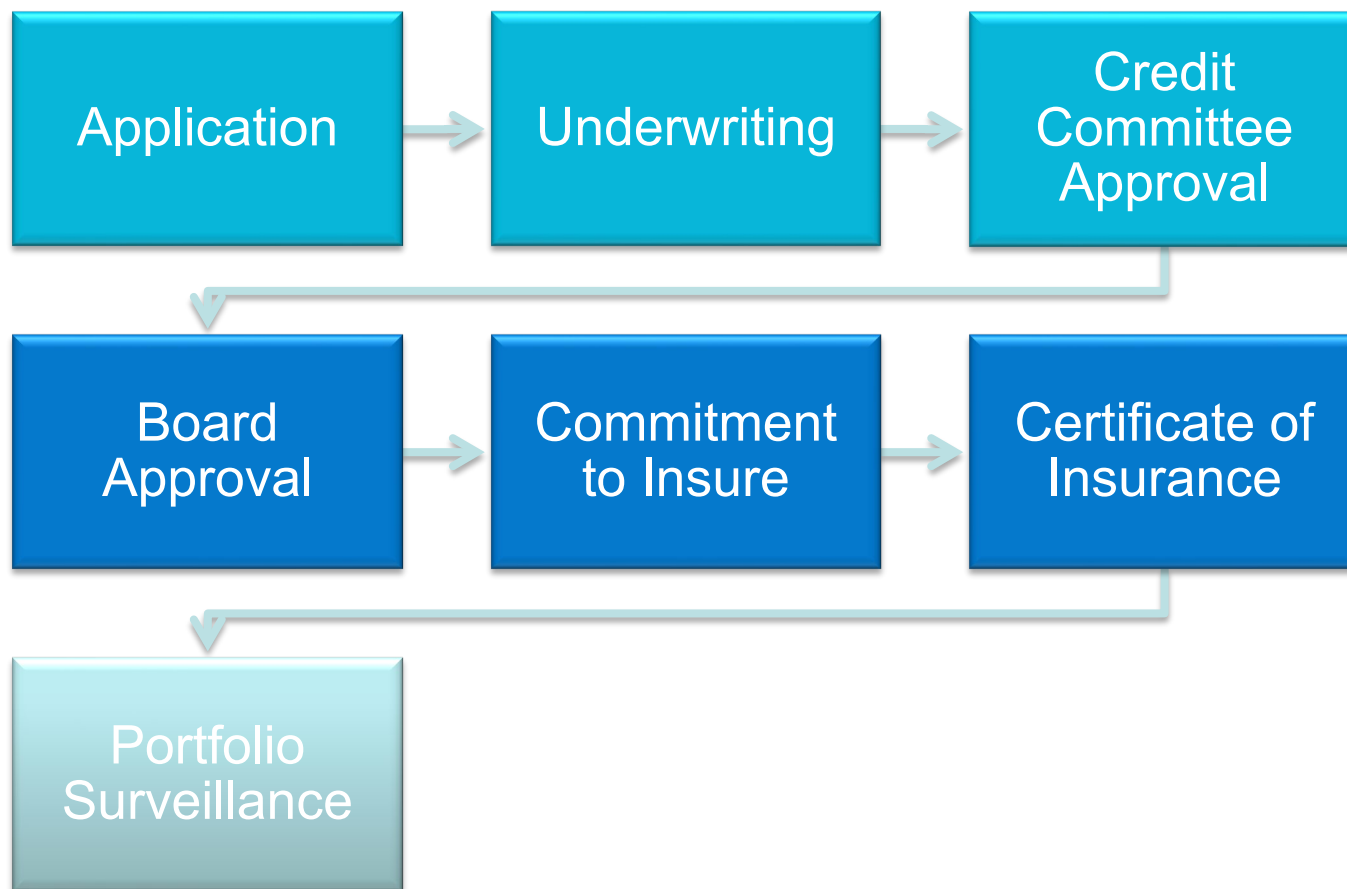 Application
Underwriting
Credit
Committee
Approval
Board
Approval
Commitment
to Insure
Certificate of
Insurance
Portfolio
Surveillance